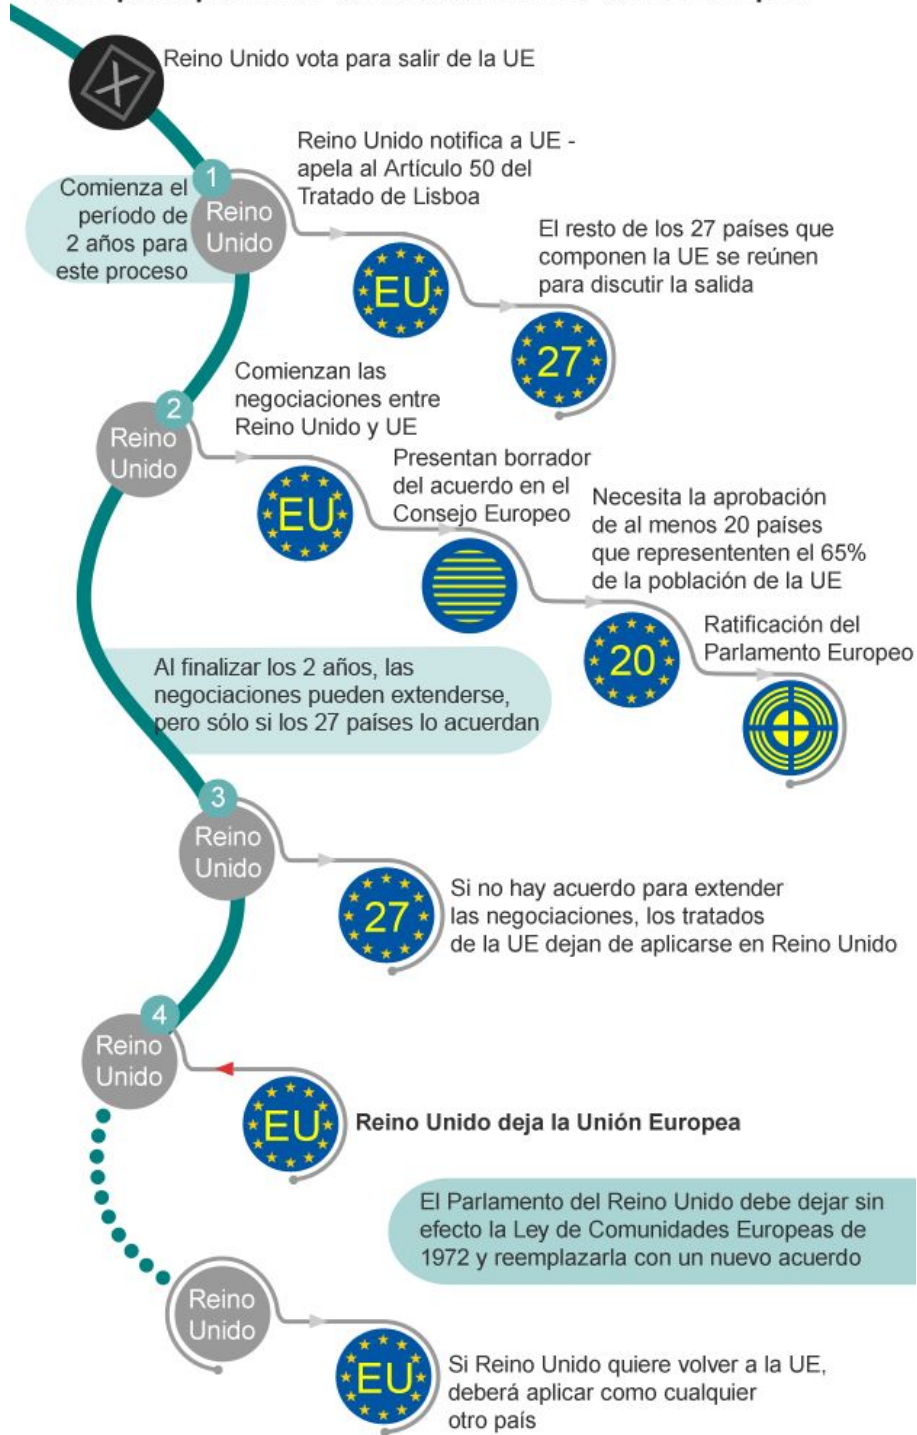 Reino Unido vota para salir de la UE
Reino Unido notifica a UE -
apela al Artículo 50 del
Tratado de Lisboa
1
Comienza el
período de
2 años para
este proceso
Reino
Unido
EU
El resto de los 27 países que
componen la UE se reúnen
para discutir la salida
27
2
Reino
Unido
Comienzan las
negociaciones entre
Reino Unido y UE
EU
Presentan borrador
del acuerdo en el
Consejo Europeo
Necesita la aprobación
de al menos 20 países
que represententen el 65%
de la población de la UE
20
Ratificación del
Parlamento Europeo
Al finalizar los 2 años, las
negociaciones pueden extenderse,
pero sólo si los 27 países lo acuerdan
3
Reino
Unido
27
Si no hay acuerdo para extender
las negociaciones, los tratados
de la UE dejan de aplicarse en Reino Unido
4
Reino
Unido
EU
Reino Unido deja la Unión Europea
El Parlamento del Reino Unido debe dejar sin
efecto la Ley de Comunidades Europeas de
1972 y reemplazarla con un nuevo acuerdo
Reino
Unido
EU
Si Reino Unido quiere volver a la UE,
deberá aplicar como cualquier
otro país